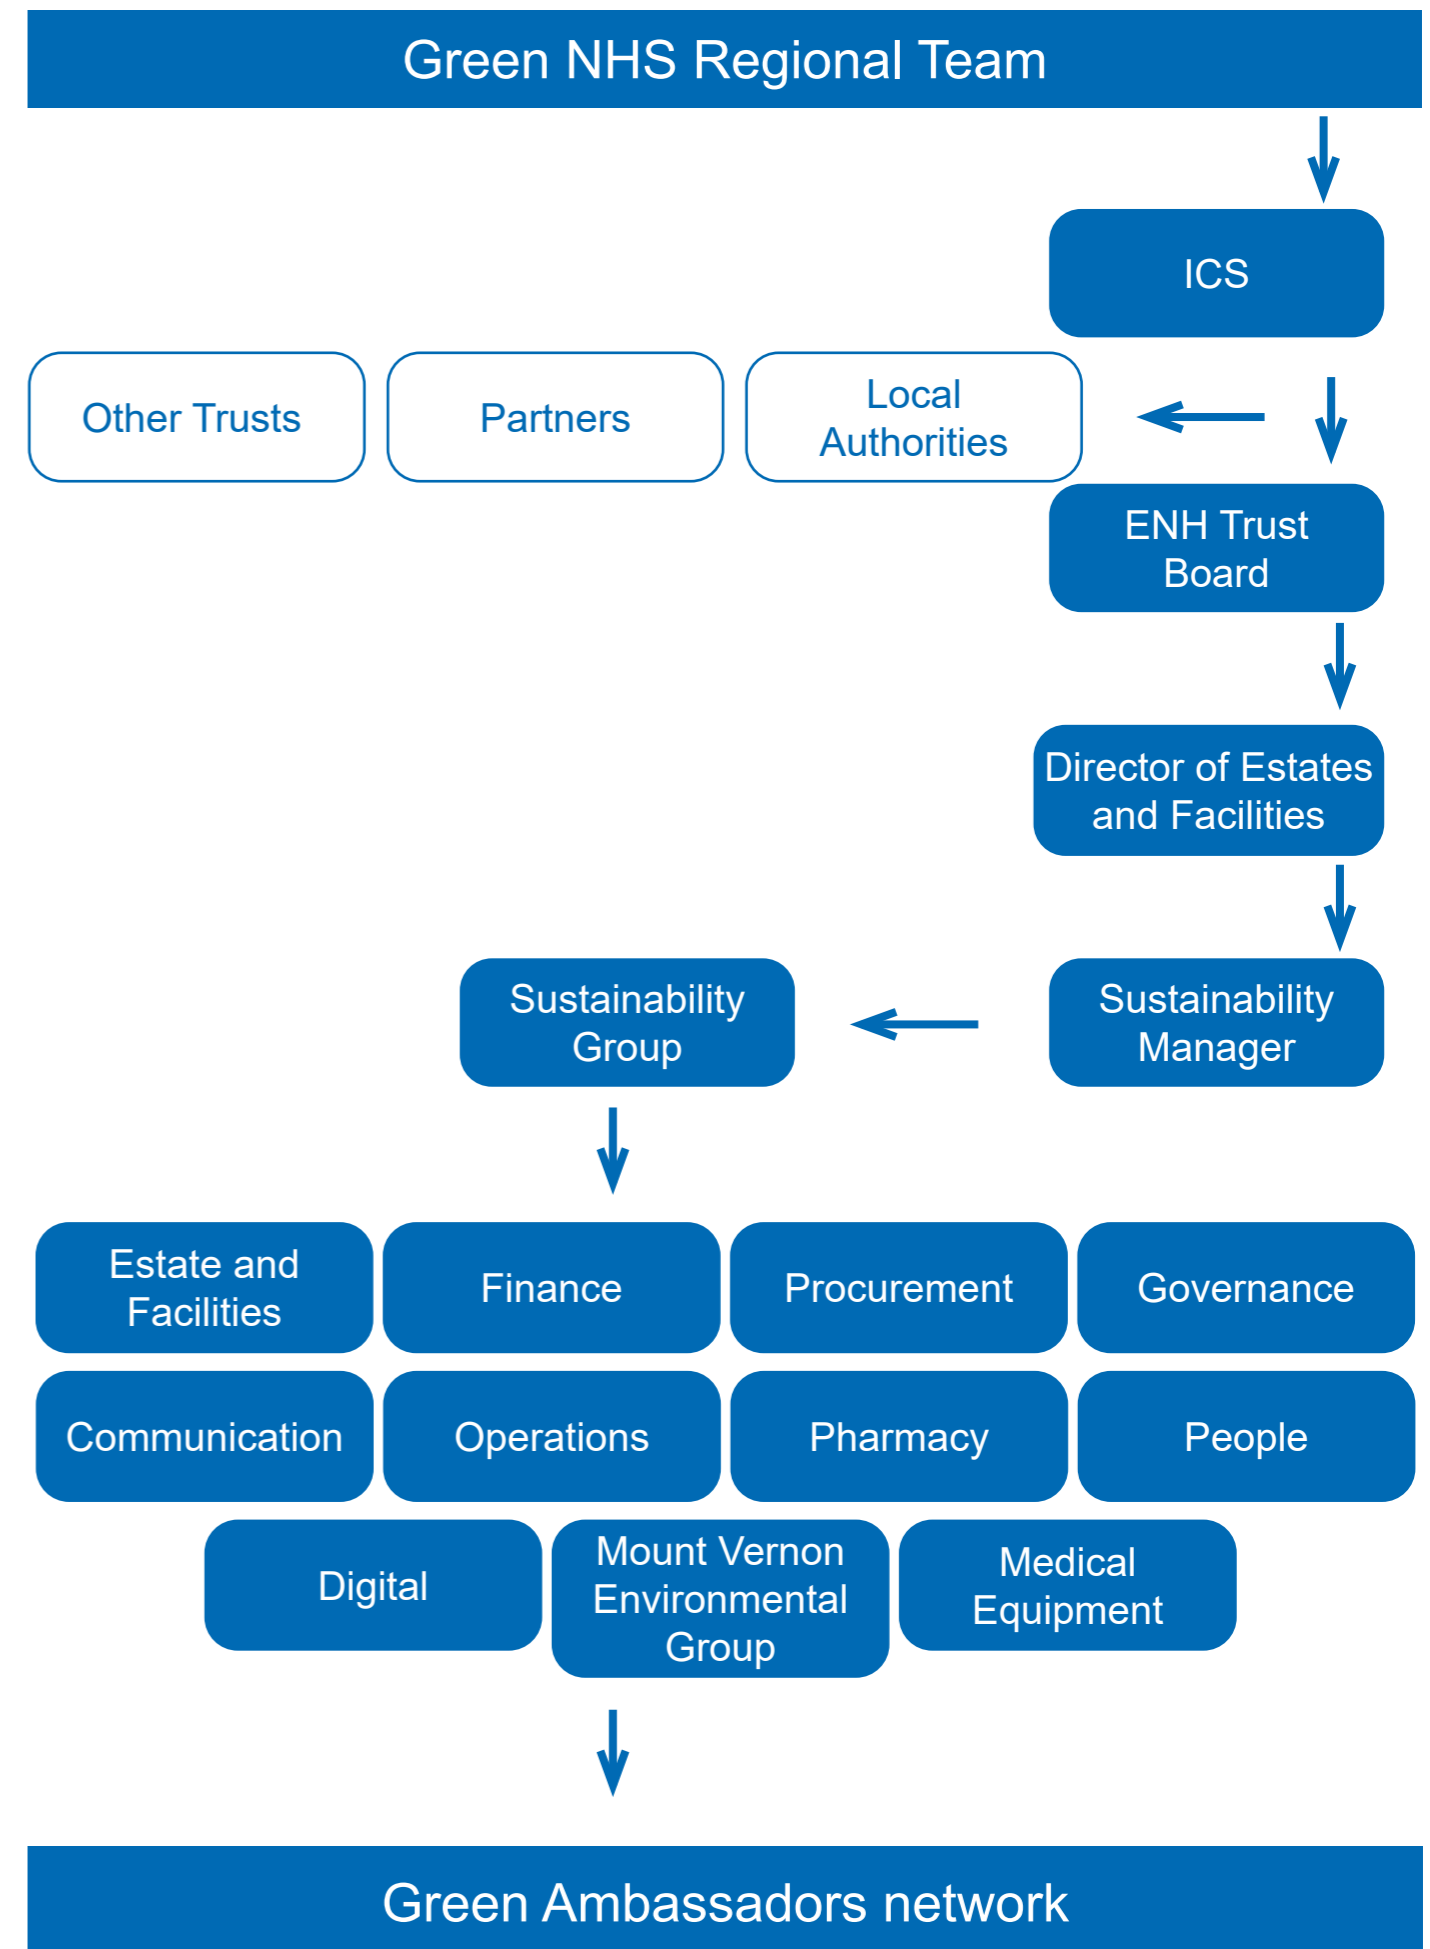 Green NHS Regional Team
ICS
Other Trusts
Partners
Local
Authorities
ENH Trust
Board
Director of Estates
and Facilities
Sustainability
Group
Sustainability
Manager
Estate and
Facilities
Finance
Procurement
Governance
Communication
Operations
Pharmacy
People
Digital
Mount Vernon
Environmental
Group
Medical
Equipment
Green Ambassadors network